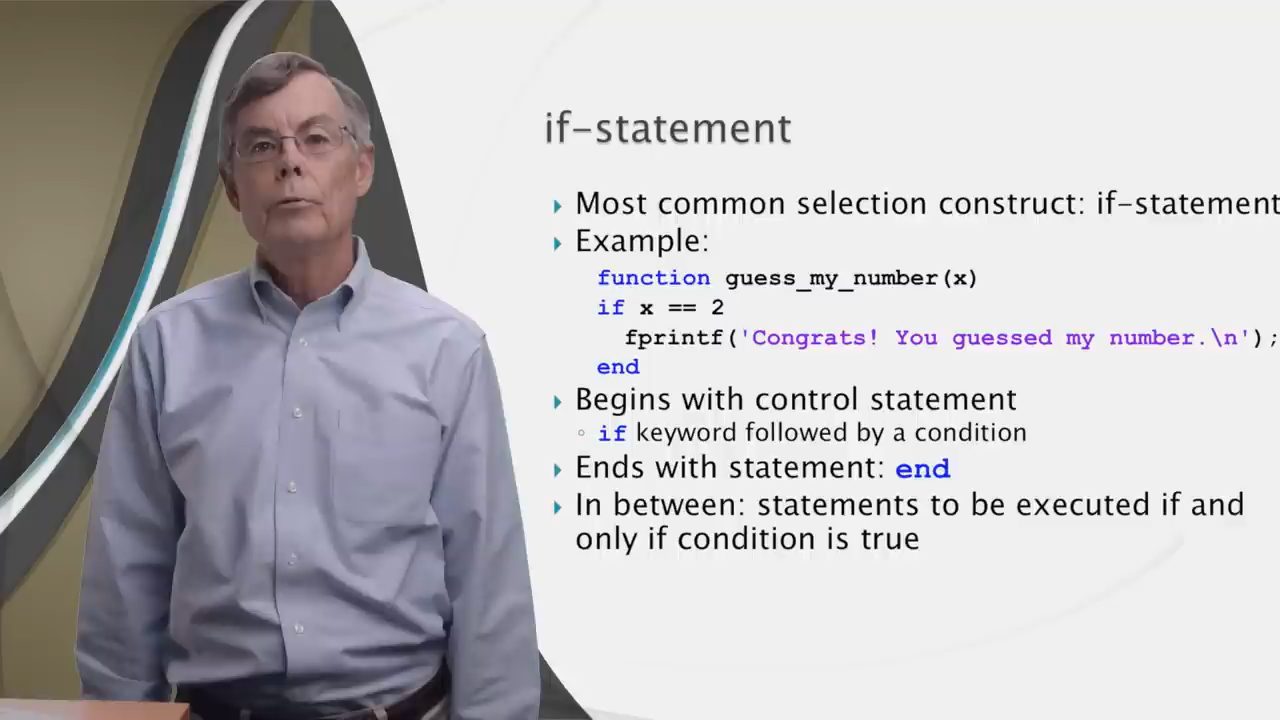 if-statement
Most common selection construct: if-statement
Example:
function guess_my_number(x)
if x == 2
fprintf('Congrats! You guessed my number.\n');
end
Begins with control statement
if keyword followed by a condition
Ends with statement: end
In between: statements to be executed if and
only if condition is true